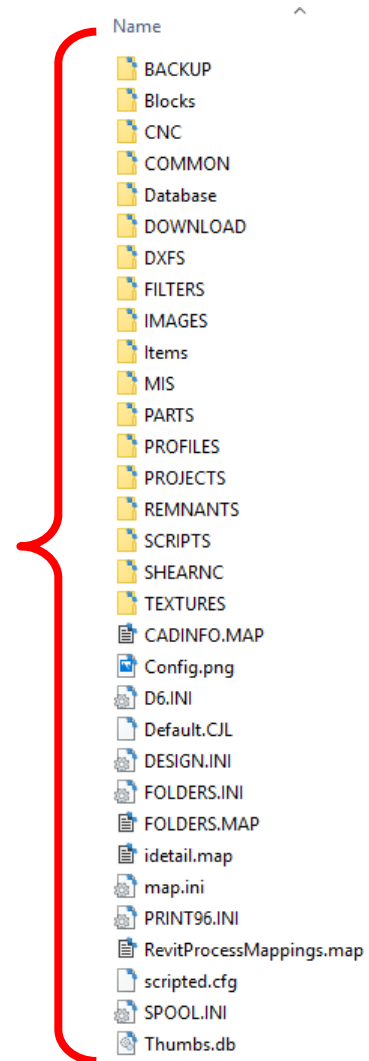 Name
BACKUP
Blocks
CNC
COMMON
Database
DOWNLOAD
DXFS
FILTERS
IMAGES
Items
MIS
PARTS
PROFILES
PROJECTS
REMNANTS
SCRIPTS
SHEARNC
TEXTURES
CADINFO.MAP
Config.png
D6.INI
Default.CJL
DESIGN.INI
FOLDERS.INI
FOLDERS.MAP
idetail.map
map.ini
PRINT96.INI
RevitProcessMappings.map
scripted.cfg
SPOOL.INI
Thumbs.db